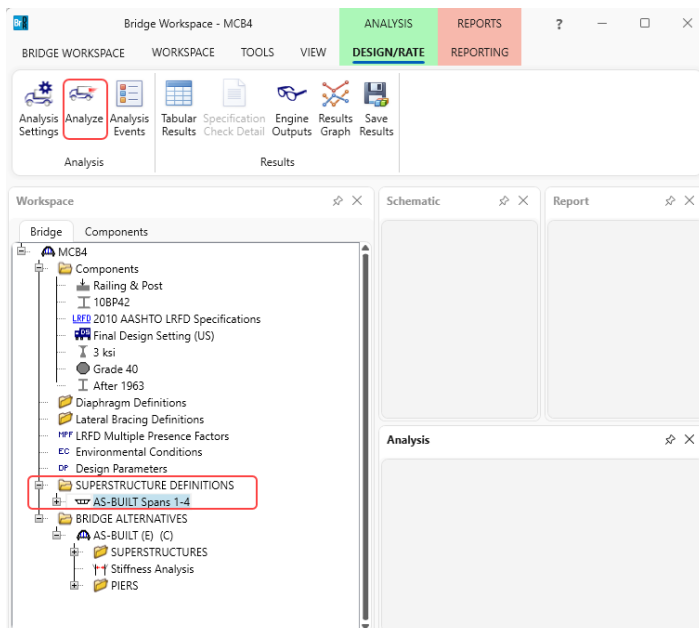 Br
Bridge Workspace - MCB4
ANALYSIS
REPORTS
?
BRIDGE WORKSPACE
WORKSPACE
TOOLS
VIEW
DESIGN/RATE
REPORTING
Analysis Settings
Analyze
Analysis Events
Tabular Results
Specification Check Detail
Engine Outputs
Results Graph
Save Results
Analysis
Results
Workspace
Schematic
Report
Bridge
Components
MCB4
Components
Railing & Post
10BP42
LRFD 2010 AASHTO LRFD Specifications
Final Design Setting (US)
3 ksi
Grade 40
After 1963
Diaphragm Definitions
Lateral Bracing Definitions
MPF LRFD Multiple Presence Factors
EC Environmental Conditions
DP Design Parameters
SUPERSTRUCTURE DEFINITIONS
AS-BUILT Spans 1-4
BRIDGE ALTERNATIVES
AS-BUILT (E) (C)
SUPERSTRUCTURES
Stiffness Analysis
PIERS
Analysis